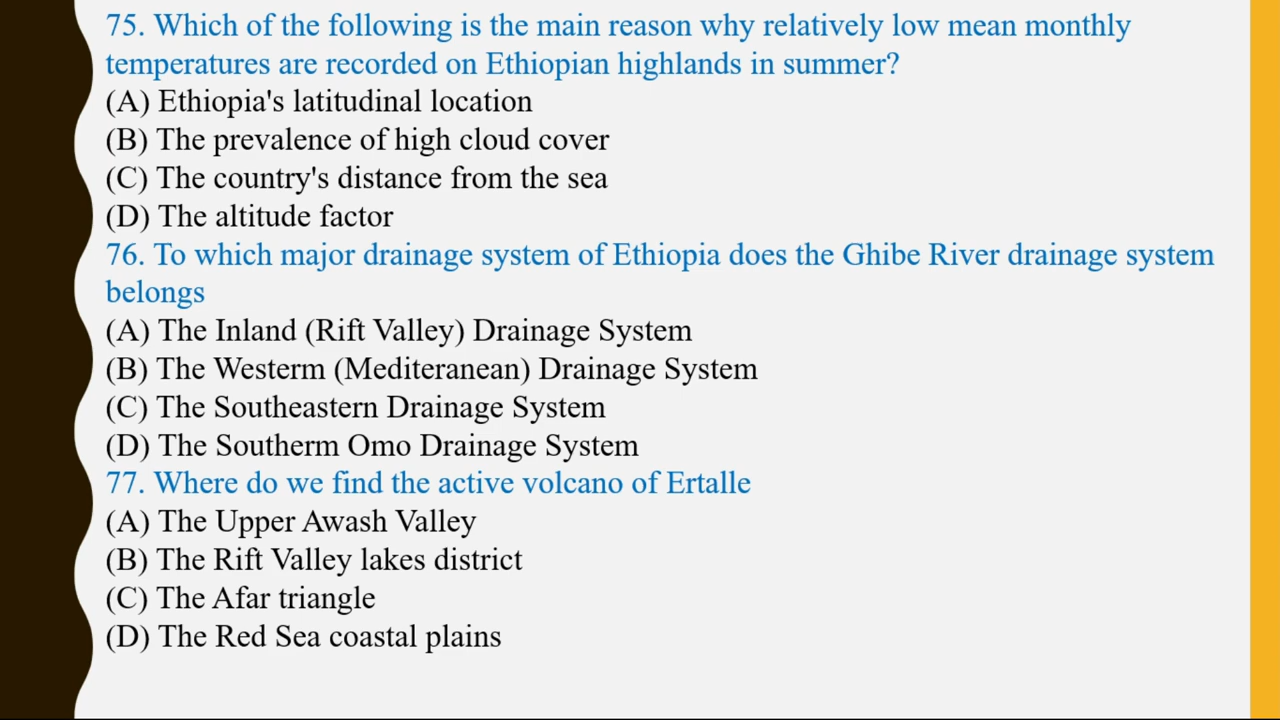 75. Which of the following is the main reason why relatively low mean monthly
temperatures are recorded on Ethiopian highlands in summer?
(A) Ethiopia's latitudinal location
(B) The prevalence of high cloud cover
(C) The country's distance from the sea
(D) The altitude factor
76. To which major drainage system of Ethiopia does the Ghibe River drainage system
belongs
(A) The Inland (Rift Valley) Drainage System
(B) The Westerm (Mediteranean) Drainage System
(C) The Southeastern Drainage System
(D) The Southerm Omo Drainage System
77. Where do we find the active volcano of Ertalle
(A) The Upper Awash Valley
(B) The Rift Valley lakes district
(C) The Afar triangle
(D) The Red Sea coastal plains